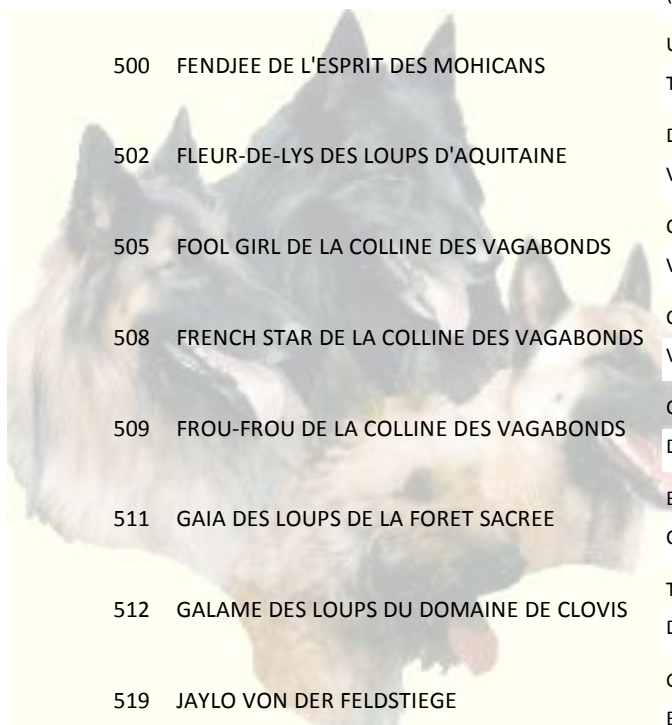 500 FENDJEE DE L'ESPRIT DES MOHICANS
502 FLEUR-DE-LYS DES LOUPS D'AQUITAINE
505 FOOL GIRL DE LA COLLINE DES VAGABONDS
508 FRENCH STAR DE LA COLLINE DES VAGABONDS
509 FROU-FROU DE LA COLLINE DES VAGABONDS
511 GAIA DES LOUPS DE LA FORET SACREE
512 GALAME DES LOUPS DU DOMAINE DE CLOVIS
519 JAYLO VON DER FELDSTIEGE